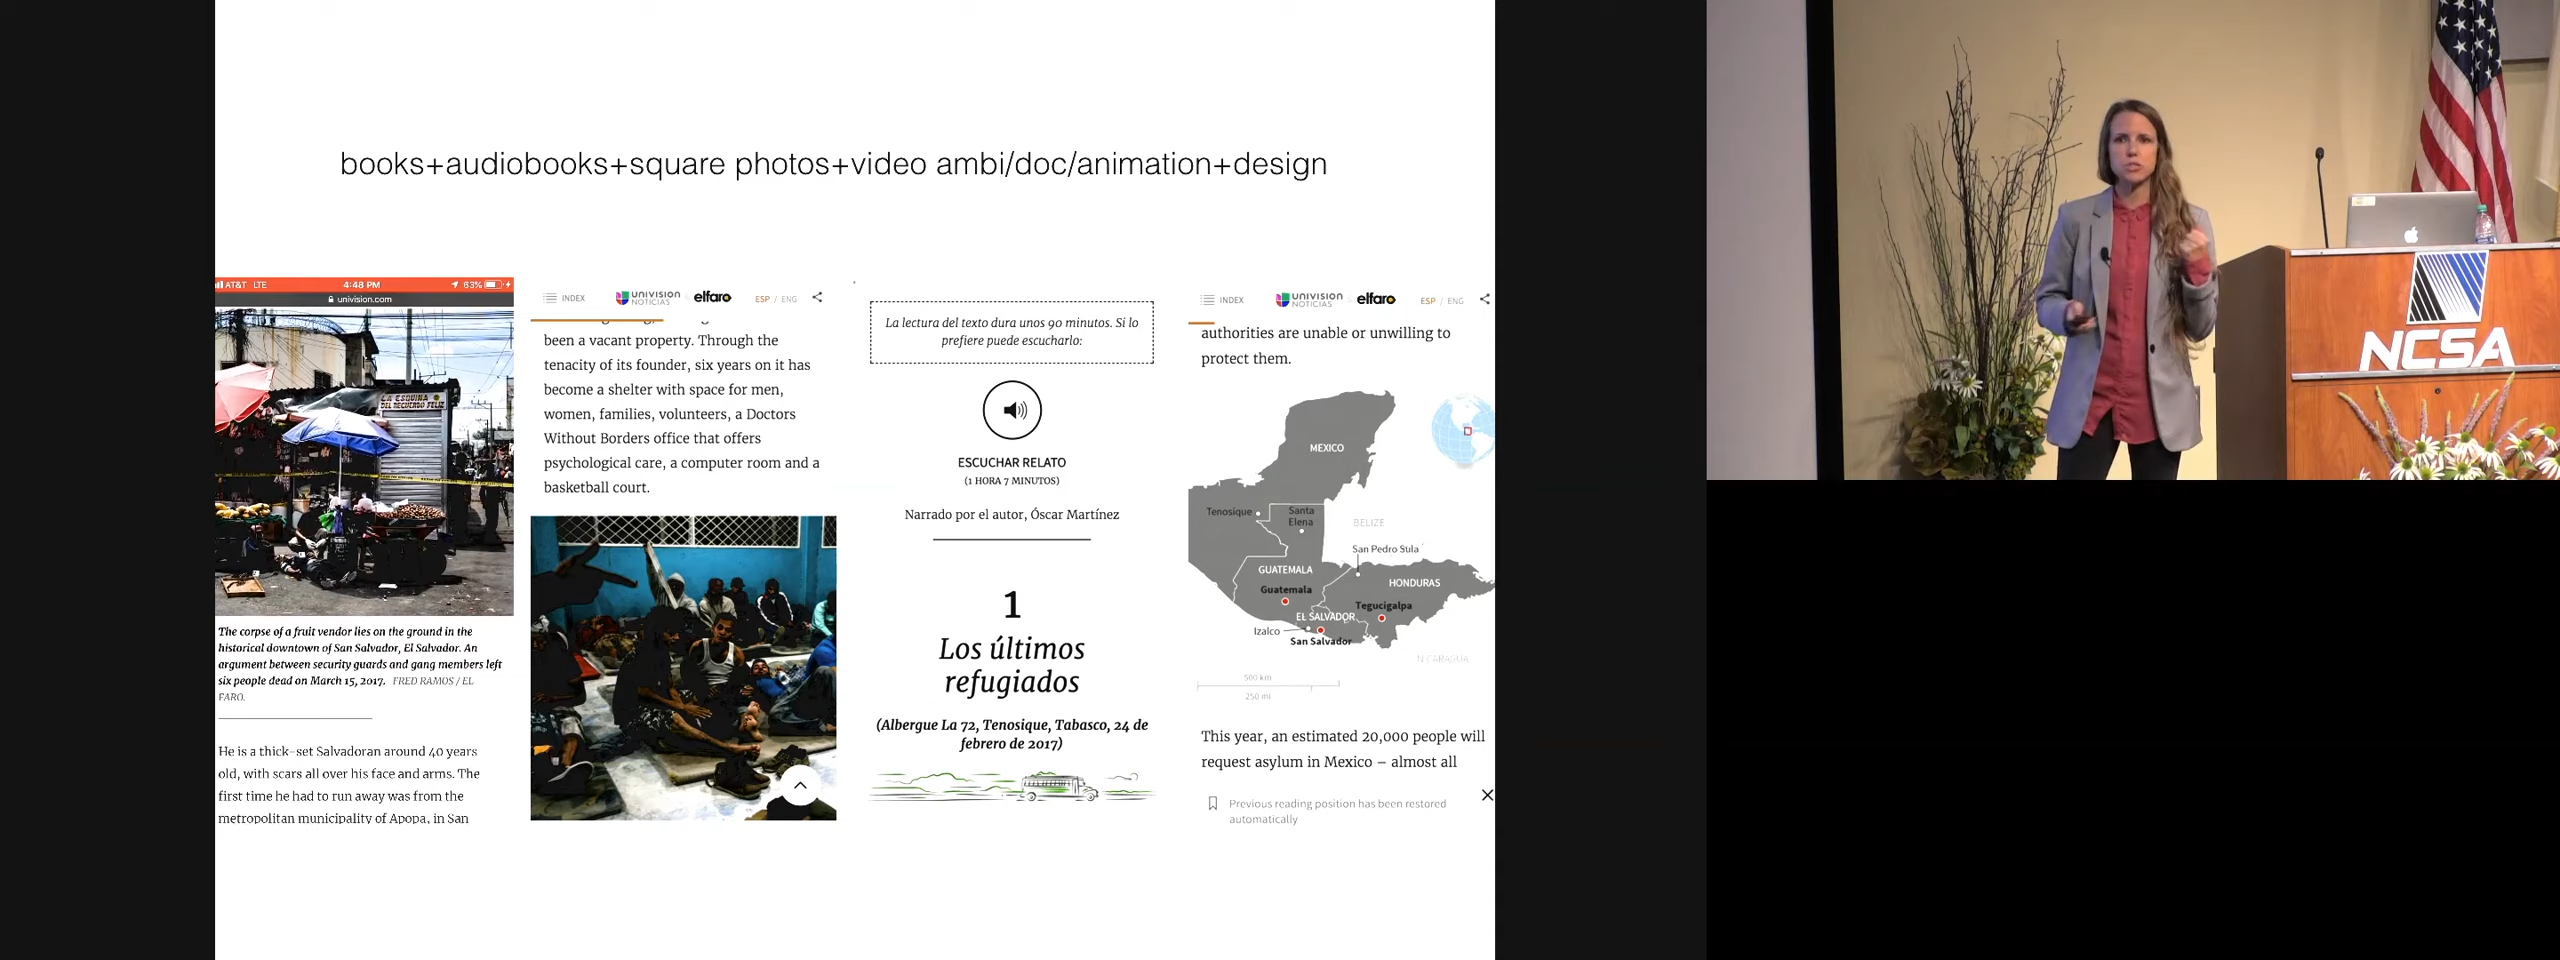 books+audiobooks+square photos+video ambi/doc/animation+design
AT&T LTE 4:48 PM 63%
univision.com
LA ESQUINA
DEL RECUERDO FELIZ
The corpse of a fruit vendor lies on the ground in the
historical downtown of San Salvador, El Salvador. An
argument between security guards and gang members left
six people dead on March 15, 2017. FRED RAMOS / EL
FARO.
He is a thick-set Salvadoran around 40 years
old, with scars all over his face and arms. The
first time he had to run away was from the
metropolitan municipality of Apopa, in San
INDEX UNIVISION NOTICIAS elfaro ESP / ENG
been a vacant property. Through the
tenacity of its founder, six years on it has
become a shelter with space for men,
women, families, volunteers, a Doctors
Without Borders office that offers
psychological care, a computer room and a
basketball court.
La lectura del texto dura unos 90 minutos. Si lo
prefiere puede escucharlo:
ESCUCHAR RELATO
(1 HORA 7 MINUTOS)
Narrado por el autor, Óscar Martínez
1
Los últimos
refugiados
(Albergue La 72, Tenosique, Tabasco, 24 de
febrero de 2017)
INDEX UNIVISION NOTICIAS elfaro ESP / ENG
authorities are unable or unwilling to
protect them.
MEXICO
Tenosique
Santa
Elena
BELIZE
San Pedro Sula
GUATEMALA
HONDURAS
Guatemala
Tegucigalpa
EL SALVADOR
Izalco
San Salvador
NICARAGUA
500 km
250 mi
This year, an estimated 20,000 people will
request asylum in Mexico – almost all
Previous reading position has been restored
automatically
NCSA